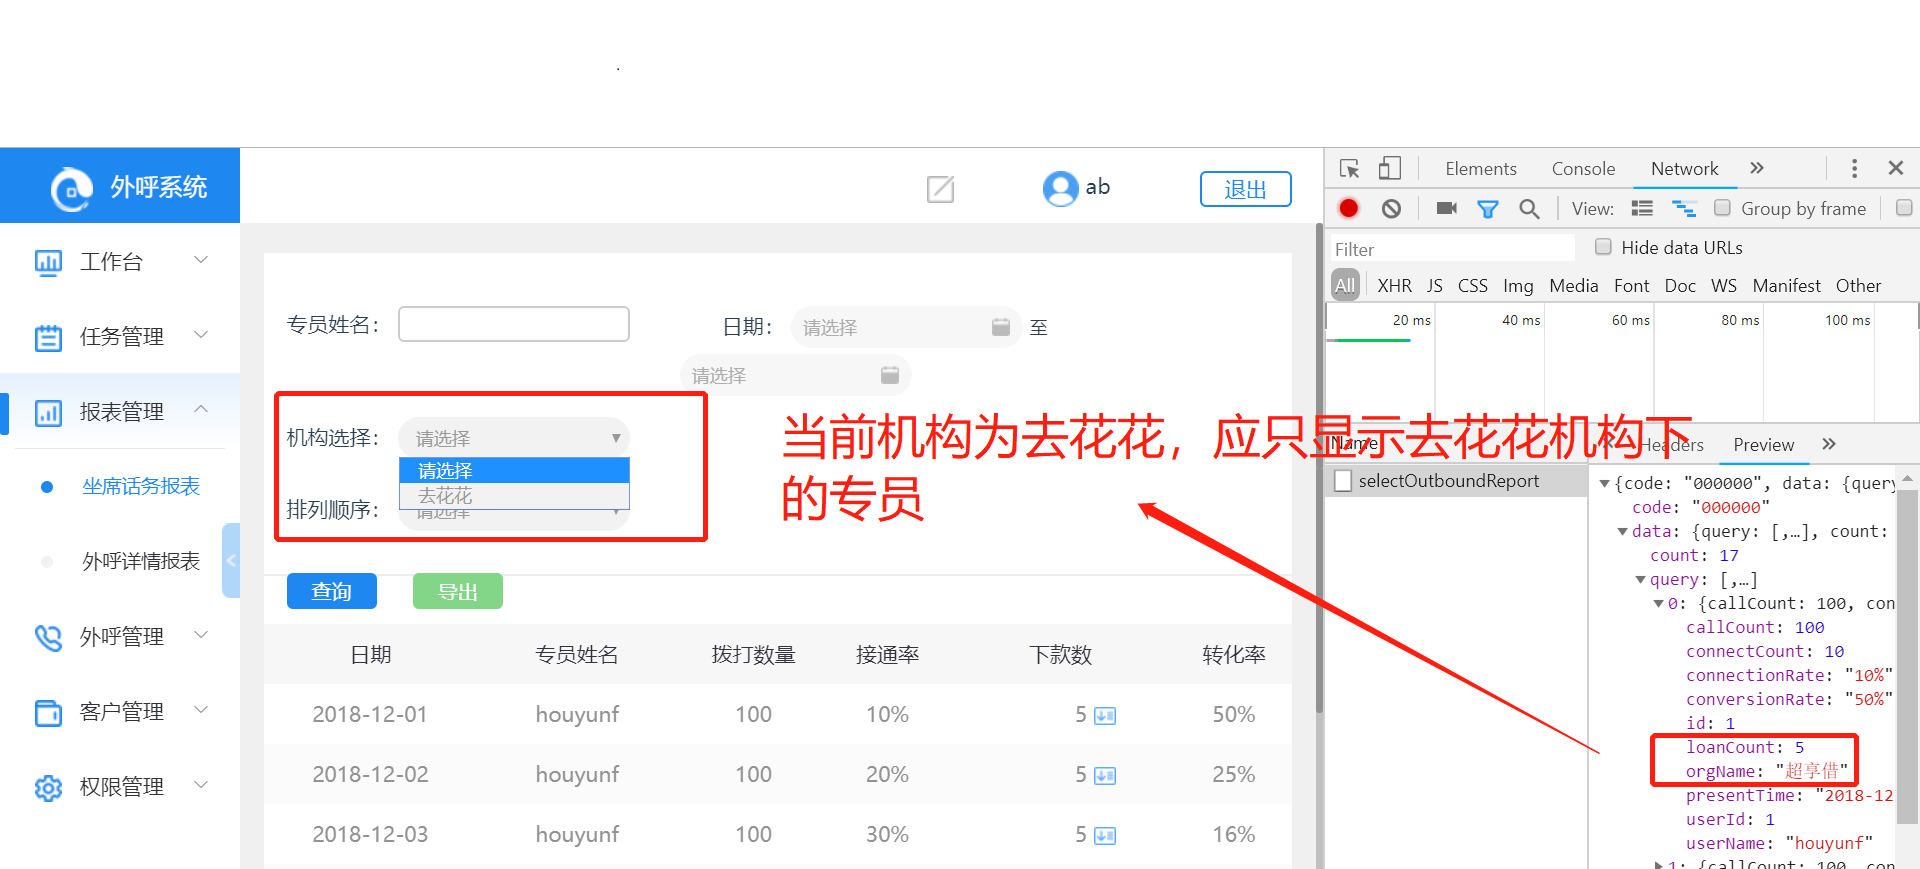 外呼系统
ab
退出
工作台
任务管理
报表管理
坐席话务报表
外呼详情报表
外呼管理
客户管理
权限管理
专员姓名：
日期：
请选择
至
请选择
机构选择：
请选择
请选择
去花花
排列顺序：
请选择
当前机构为去花花，应只显示去花花机构下
的专员
查询
导出
日期 专员姓名 拨打数量 接通率 下款数 转化率
2018-12-01 houyunf 100 10% 5 50%
2018-12-02 houyunf 100 20% 5 25%
2018-12-03 houyunf 100 30% 5 16%
Elements Console Network
View: Group by frame
Filter Hide data URLs
All XHR JS CSS Img Media Font Doc WS Manifest Other
20 ms 40 ms 60 ms 80 ms 100 ms
Name
Headers Preview
selectOutboundReport
{code: "000000", data: {query
code: "000000"
data: {query: [,…], count:
count: 17
query: [,…]
0: {callCount: 100, con
callCount: 100
connectCount: 10
connectionRate: "10%"
conversionRate: "50%"
id: 1
loanCount: 5
orgName: "超享借"
presentTime: "2018-12
userId: 1
userName: "houyunf"
1: {callCount: 100, con